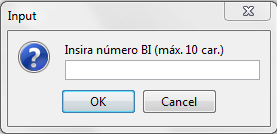 Input
Insira número BI (máx. 10 car.)
OK
Cancel